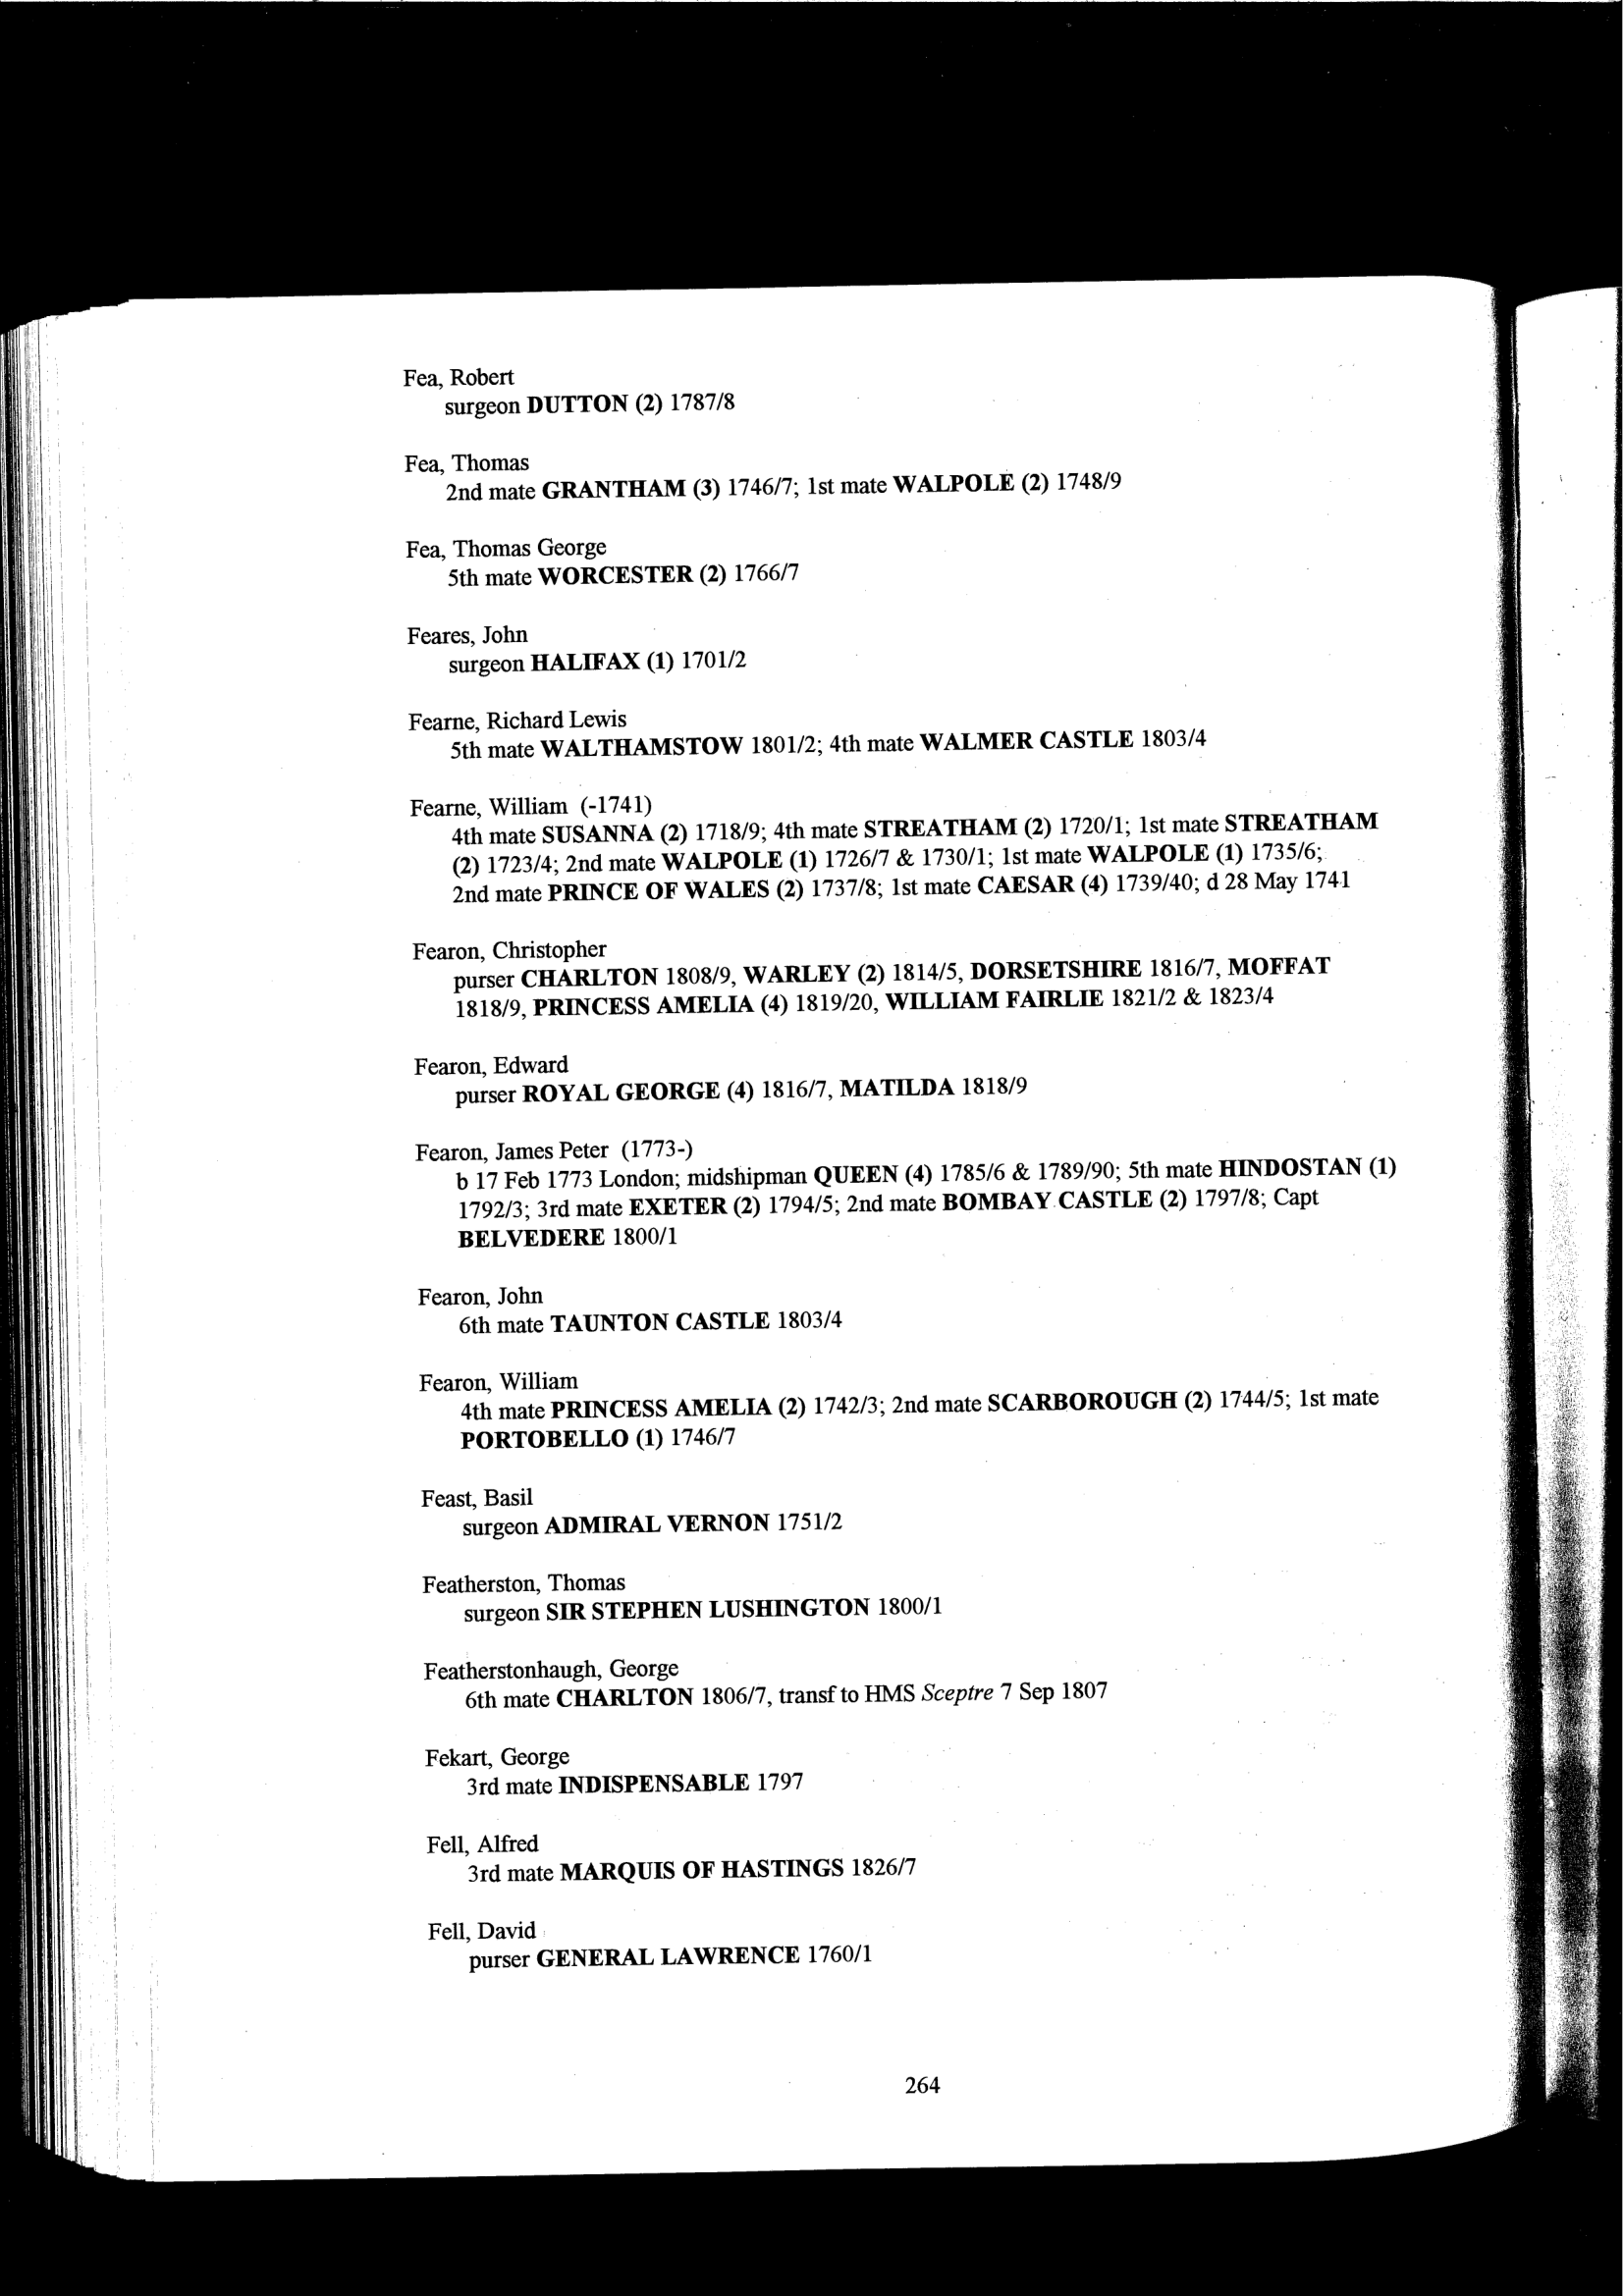 Fea, Robert
surgeon DUTTON (2) 1787/8
Fea, Thomas
2nd mate GRANTHAM (3) 1746/7; 1st mate WALPOLE (2) 1748/9
Fea, Thomas George
5th mate WORCESTER (2) 1766/7
Feares, John
surgeon HALIFAX (1) 1701/2
Fearne, Richard Lewis
5th mate WALTHAMSTOW 1801/2; 4th mate WALMER CASTLE 1803/4
Fearne, William (-1741)
4th mate SUSANNA (2) 1718/9; 4th mate STREATHAM (2) 1720/1; 1st mate STREATHAM
(2) 1723/4; 2nd mate WALPOLE (1) 1726/7 & 1730/1; 1st mate WALPOLE (1) 1735/6;
2nd mate PRINCE OF WALES (2) 1737/8; 1st mate CAESAR (4) 1739/40; d 28 May 1741
Fearon, Christopher
purser CHARLTON 1808/9, WARLEY (2) 1814/5, DORSETSHIRE 1816/7, MOFFAT
1818/9, PRINCESS AMELIA (4) 1819/20, WILLIAM FAIRLIE 1821/2 & 1823/4
Fearon, Edward
purser ROYAL GEORGE (4) 1816/7, MATILDA 1818/9
Fearon, James Peter (1773-)
b 17 Feb 1773 London; midshipman QUEEN (4) 1785/6 & 1789/90; 5th mate HINDOSTAN (1)
1792/3; 3rd mate EXETER (2) 1794/5; 2nd mate BOMBAY CASTLE (2) 1797/8; Capt
BELVEDERE 1800/1
Fearon, John
6th mate TAUNTON CASTLE 1803/4
Fearon, William
4th mate PRINCESS AMELIA (2) 1742/3; 2nd mate SCARBOROUGH (2) 1744/5; 1st mate
PORTOBELLO (1) 1746/7
Feast, Basil
surgeon ADMIRAL VERNON 1751/2
Featherston, Thomas
surgeon SIR STEPHEN LUSHINGTON 1800/1
Featherstonhaugh, George
6th mate CHARLTON 1806/7, transf to HMS Sceptre 7 Sep 1807
Fekart, George
3rd mate INDISPENSABLE 1797
Fell, Alfred
3rd mate MARQUIS OF HASTINGS 1826/7
Fell, David
purser GENERAL LAWRENCE 1760/1
264